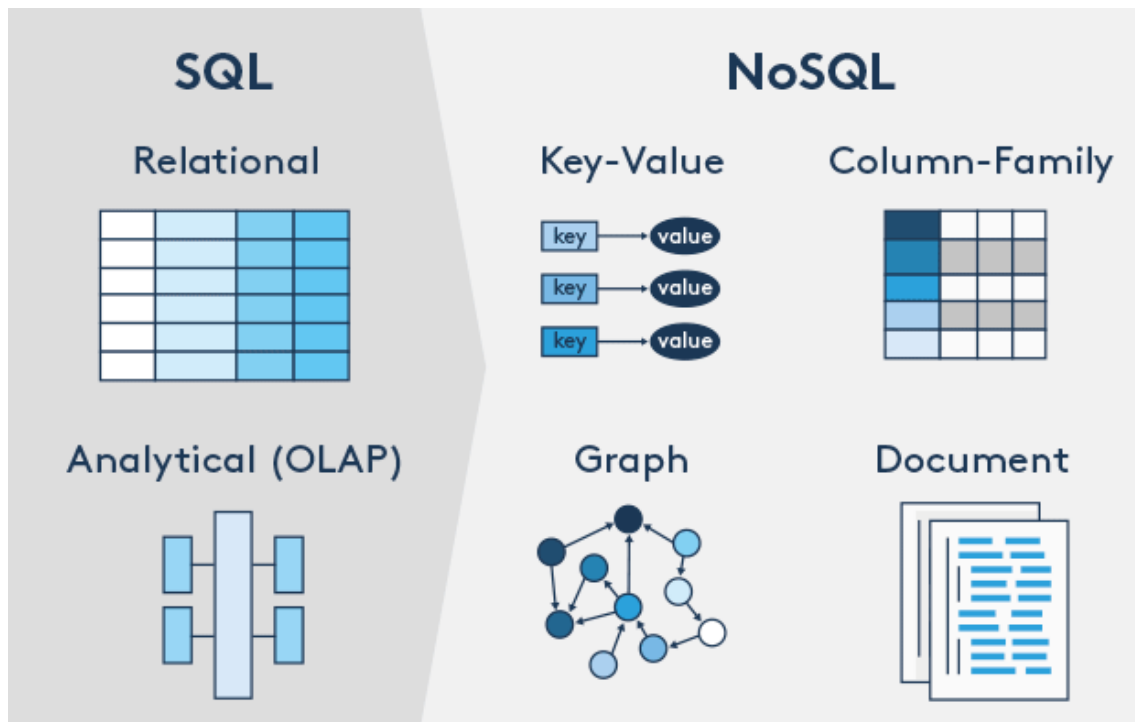 SQL
NoSQL
Relational
Key-Value
Column-Family
key
value
key
value
key
value
Analytical (OLAP)
Graph
Document